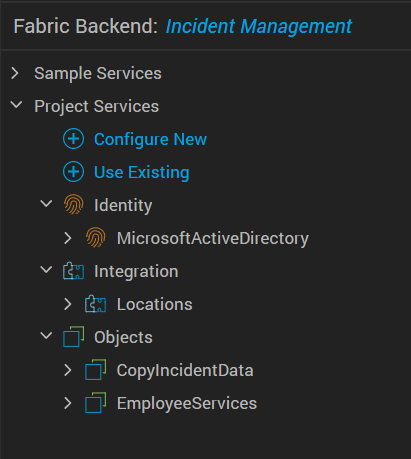 Fabric Backend: Incident Management
Sample Services
Project Services
Configure New
Use Existing
Identity
MicrosoftActiveDirectory
Integration
Locations
Objects
CopyIncidentData
EmployeeServices